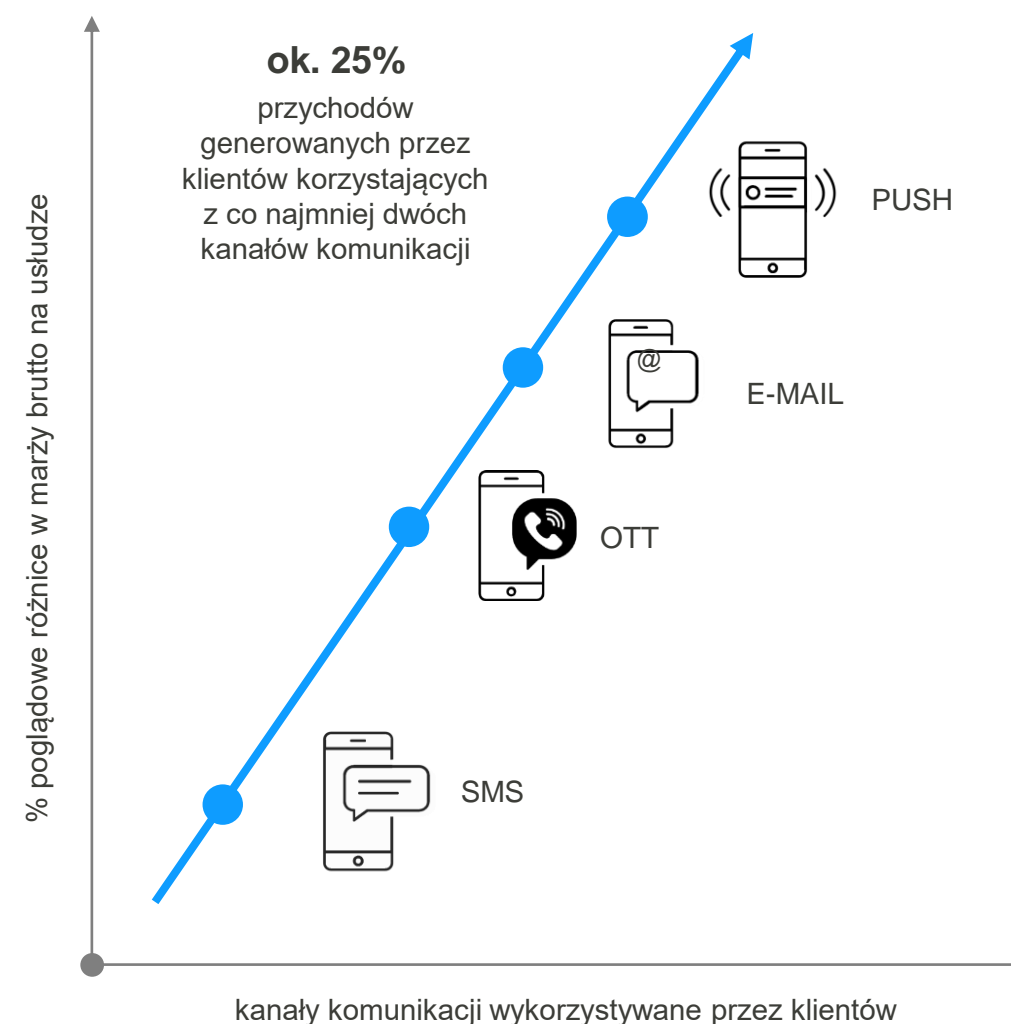 ok. 25%
przychodów
generowanych przez
klientów korzystających
z co najmniej dwóch
kanałów komunikacji
% poglądowe różnice w marży brutto na usłudze
PUSH
@
E-MAIL
OTT
SMS
kanały komunikacji wykorzystywane przez klientów